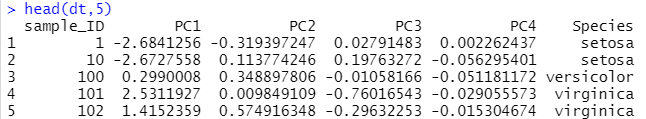 > head(dt,5)
sample_ID PC1 PC2 PC3 PC4 Species
1 1 -2.6841256 -0.319397247 0.02791483 0.002262437 setosa
2 10 -2.6727558 0.113774246 0.19763272 -0.056295401 setosa
3 100 0.2990008 0.348897806 -0.01058166 -0.051181172 versicolor
4 101 2.5311927 0.009849109 -0.76016543 -0.029055573 virginica
5 102 1.4152359 0.574916348 -0.29632253 -0.015304674 virginica